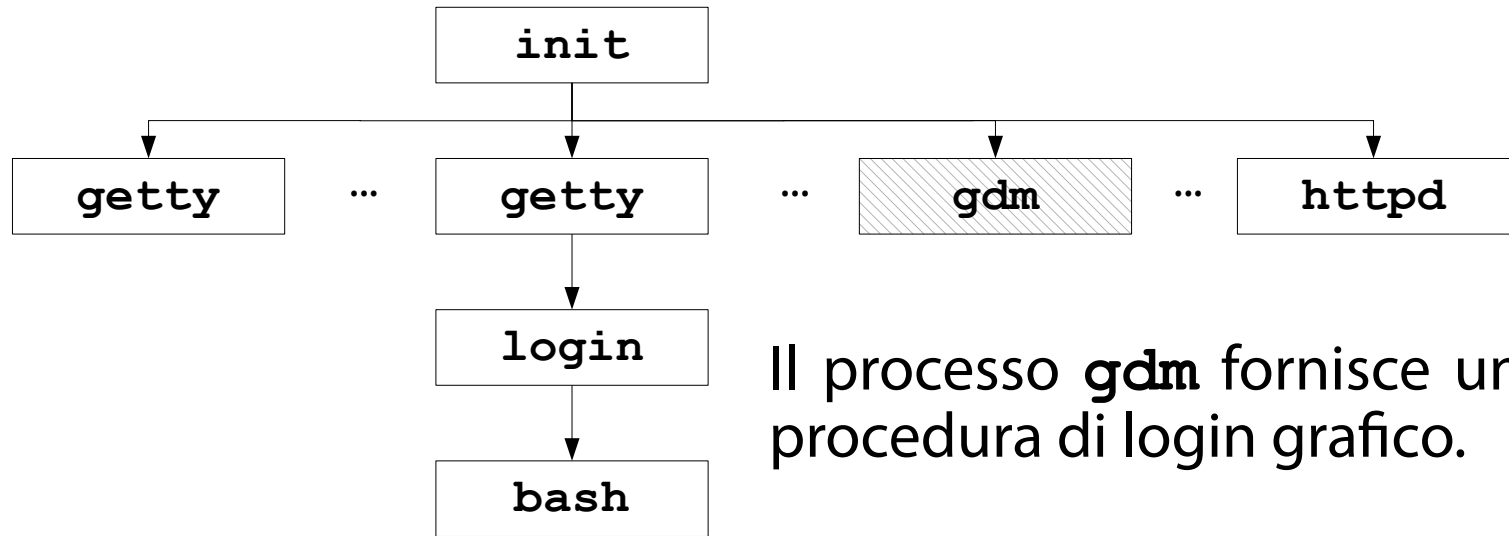 init
getty ... getty ... gdm ... httpd
login
Il processo gdm fornisce un
procedura di login grafico.
bash